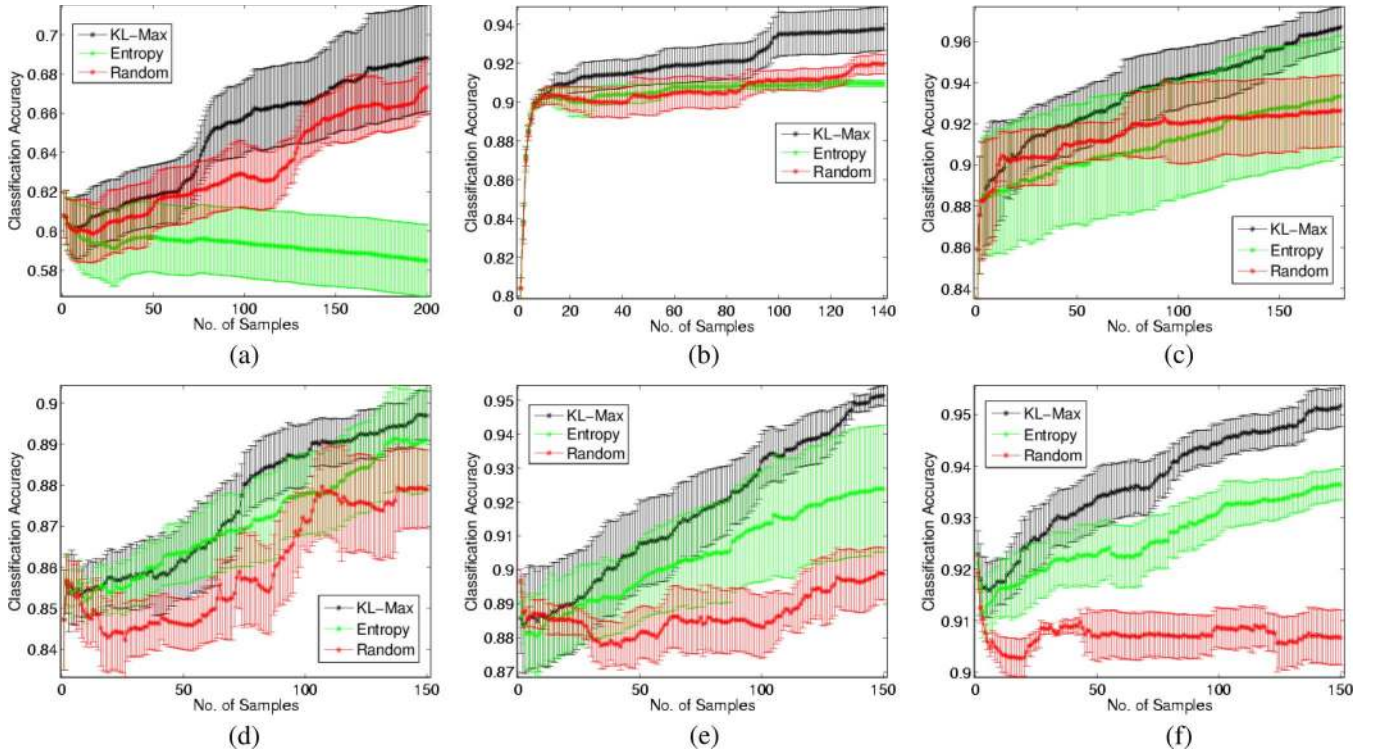 0.7
0.68
0.66
0.64
0.62
0.6
0.58
Classification Accuracy
KL-Max
Entropy
Random
0 50 100 150 200
No. of Samples
(a)
0.94
0.92
0.9
0.88
0.86
0.84
0.82
0.8
Classification Accuracy
KL-Max
Entropy
Random
0 20 40 60 80 100 120 140
No. of Samples
(b)
0.96
0.94
0.92
0.9
0.88
0.86
0.84
Classification Accuracy
KL-Max
Entropy
Random
0 50 100 150
No. of Samples
(c)
0.9
0.89
0.88
0.87
0.86
0.85
0.84
Classification Accuracy
KL-Max
Entropy
Random
0 50 100 150
No. of Samples
(d)
0.95
0.94
0.93
0.92
0.91
0.9
0.89
0.88
0.87
Classification Accuracy
KL-Max
Entropy
Random
0 50 100 150
No. of Samples
(e)
0.95
0.94
0.93
0.92
0.91
0.9
Classification Accuracy
KL-Max
Entropy
Random
0 50 100 150
No. of Samples
(f)